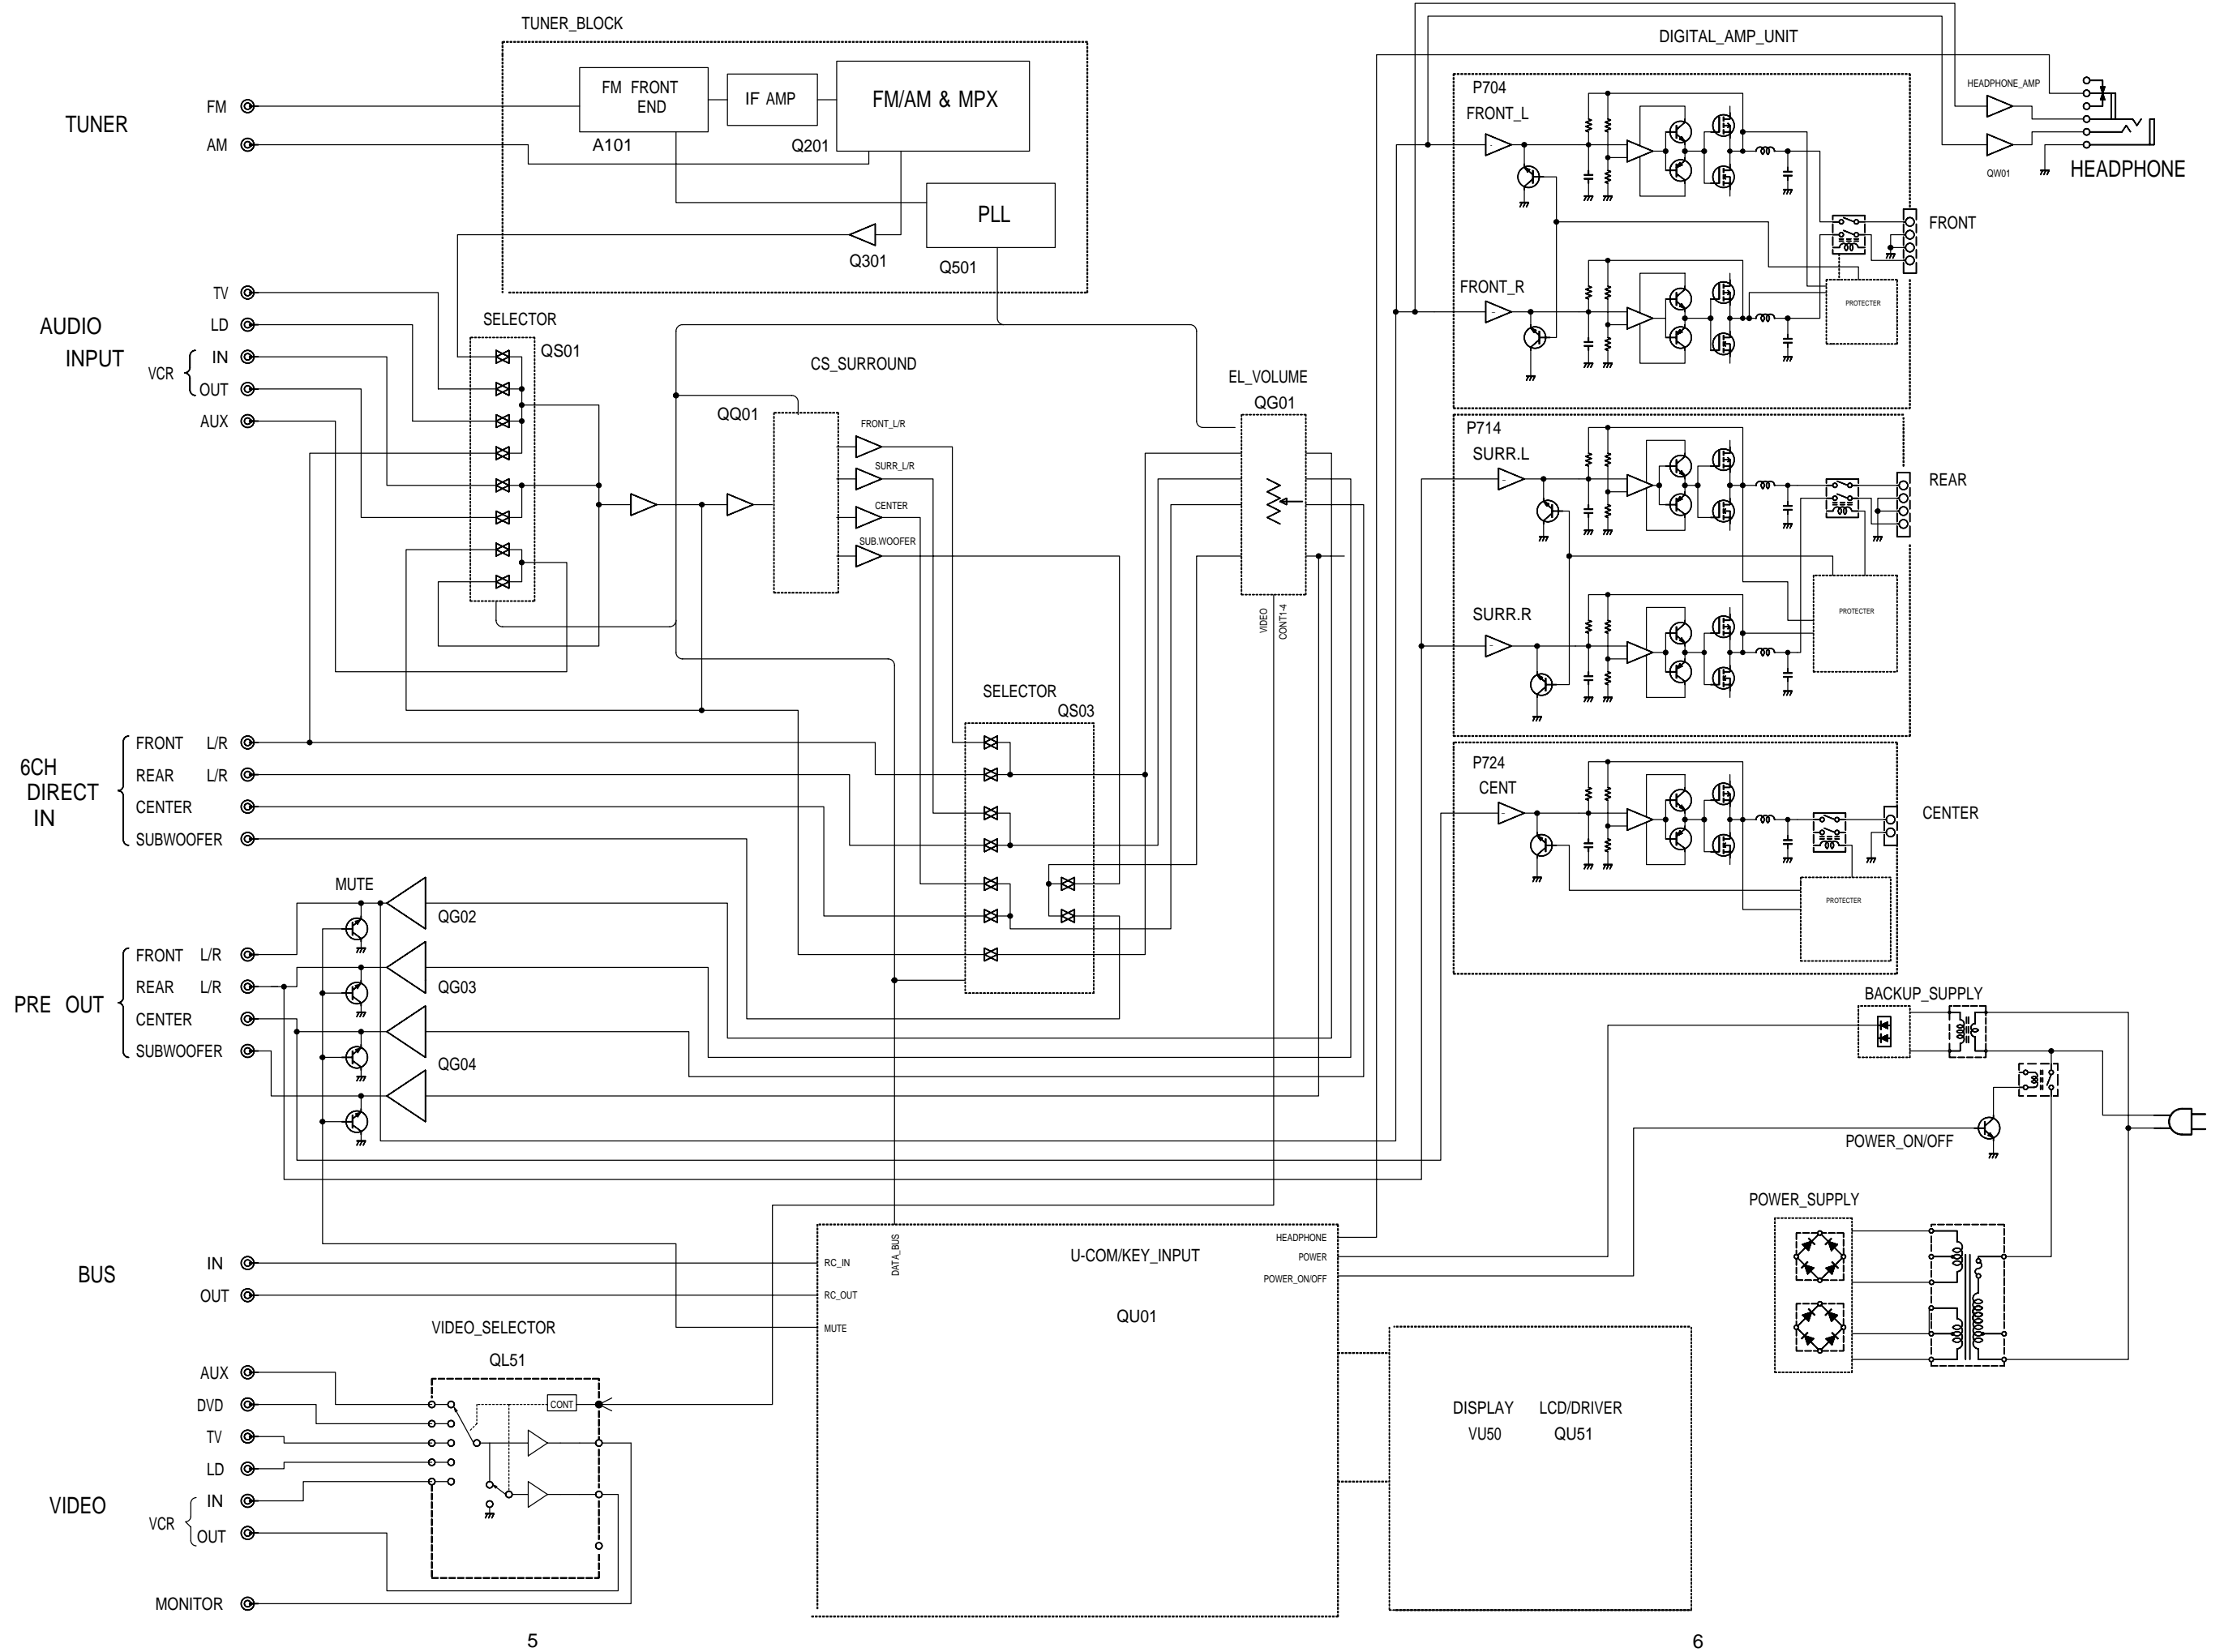 TUNER_BLOCK
FM FRONT
END
A101
IF AMP
FM/AM & MPX
Q201
PLL
Q301
Q501
TUNER
FM
AM
AUDIO
INPUT
TV
LD
VCR
IN
OUT
AUX
SELECTOR
QS01
CS_SURROUND
QQ01
FRONT_L/R
SURR_L/R
CENTER
SUB.WOOFER
EL_VOLUME
QG01
VIDEO
CONT1-4
SELECTOR
QS03
6CH
DIRECT
IN
FRONT L/R
REAR L/R
CENTER
SUBWOOFER
MUTE
QG02
QG03
QG04
PRE OUT
FRONT L/R
REAR L/R
CENTER
SUBWOOFER
BUS
IN
OUT
VIDEO_SELECTOR
QL51
CONT
VIDEO
AUX
DVD
TV
LD
VCR
IN
OUT
MONITOR
RC_IN
RC_OUT
MUTE
DATA_BUS
U-COM/KEY_INPUT
QU01
HEADPHONE
POWER
POWER_ON/OFF
DISPLAY LCD/DRIVER
VU50 QU51
DIGITAL_AMP_UNIT
P704
FRONT_L
FRONT_R
PROTECTER
FRONT
HEADPHONE_AMP
QW01
HEADPHONE
P714
SURR.L
SURR.R
PROTECTER
REAR
P724
CENT
PROTECTER
CENTER
BACKUP_SUPPLY
POWER_ON/OFF
POWER_SUPPLY
5
6